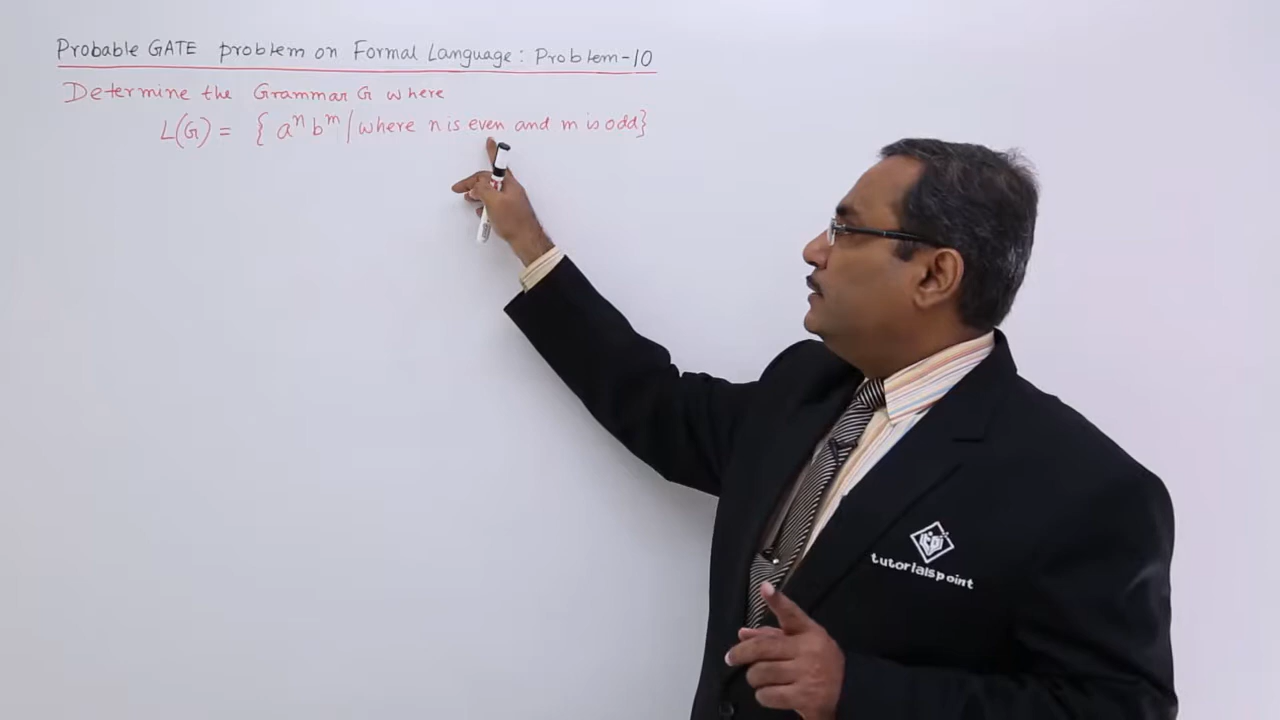 Probable GATE problem on Formal Language: Problem-10
Determine the Grammar G where
L(G) = { aⁿ bᵐ | where n is even and m is odd}
tutorialspoint